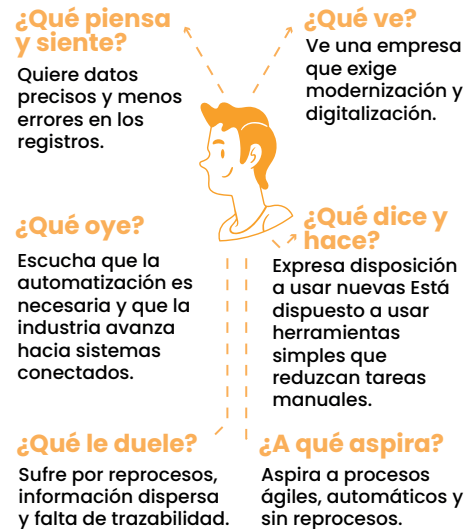 ¿Qué piensa
y siente?
Quiere datos
precisos y menos
errores en los
registros.
¿Qué ve?
Ve una empresa
que exige
modernización y
digitalización.
¿Qué oye?
Escucha que la
automatización es
necesaria y que la
industria avanza
hacia sistemas
conectados.
¿Qué dice y
hace?
Expresa disposición
a usar nuevas Está
dispuesto a usar
herramientas
simples que
reduzcan tareas
manuales.
¿Qué le duele?
Sufre por reprocesos,
información dispersa
y falta de trazabilidad.
¿A qué aspira?
Aspira a procesos
ágiles, automáticos y
sin reprocesos.